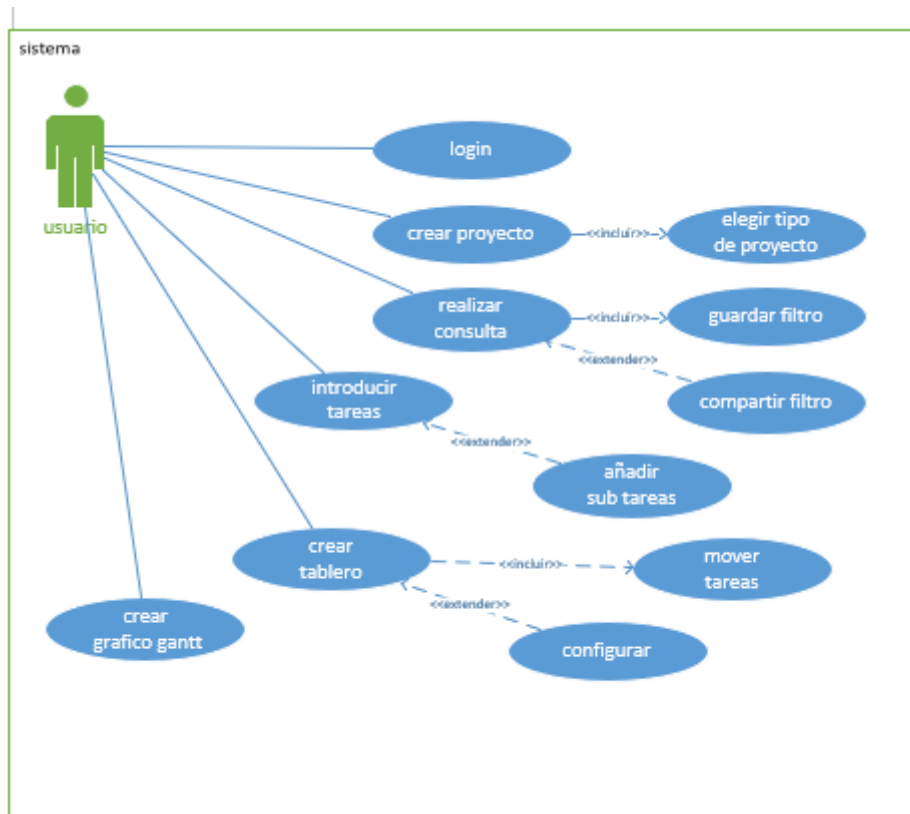 sistema
usuario
login
crear proyecto
<<incluir>>
elegir tipo
de proyecto
realizar
consulta
<<incluir>>
guardar filtro
<<extender>>
compartir filtro
introducir
tareas
<<extender>>
añadir
sub tareas
crear
tablero
<<incluir>>
mover
tareas
<<extender>>
configurar
crear
grafico gantt